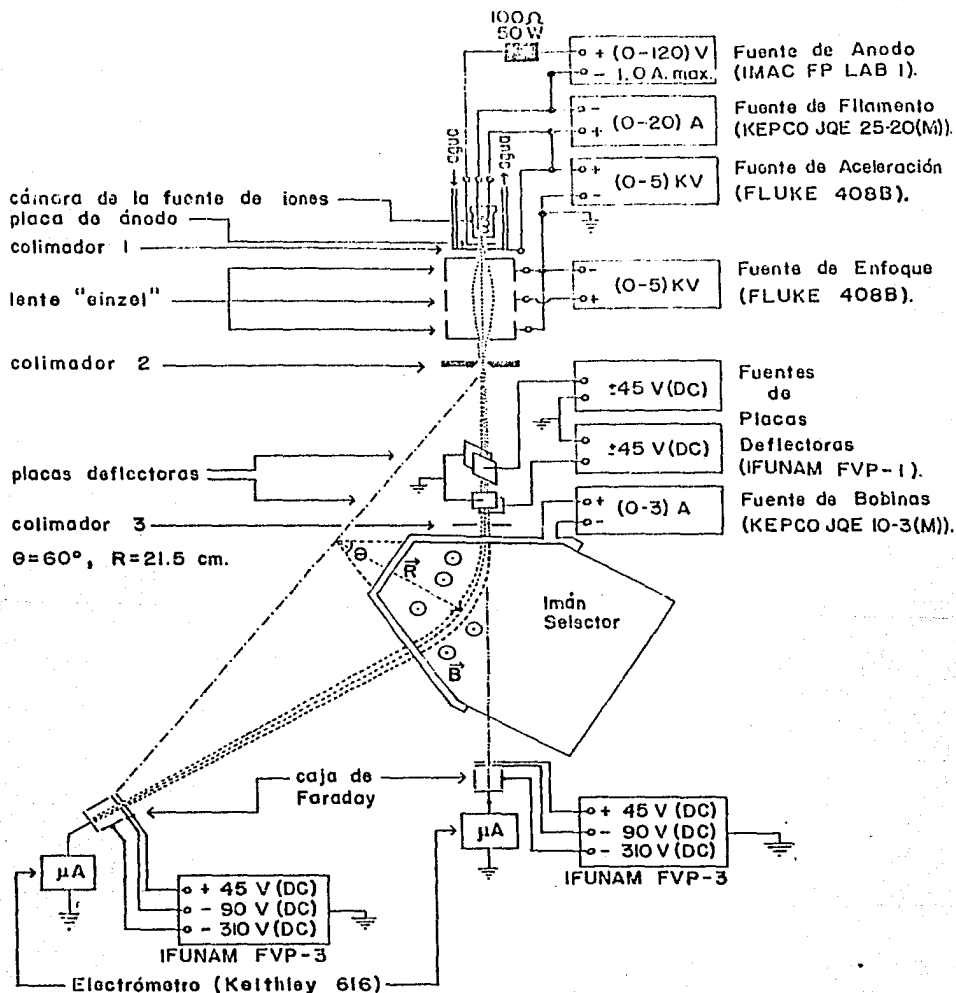 100Ω
50 W
+ (0-120) V
- 1.0 A. max.
Fuente de Anodo
(IMAC FP LAB 1).
-
+
(0-20) A
Fuente de Filamento
(KEPCO JQE 25-20(M)).
agua
agua
+
-
(0-5) KV
Fuente de Aceleración
(FLUKE 408B).
cámara de la fuente de iones
placa de ánodo
colimador 1
lente "einzel"
-
+
(0-5) KV
Fuente de Enfoque
(FLUKE 408B).
colimador 2
±45 V (DC)
±45 V (DC)
Fuentes
de
Placas
Deflectoras
(IFUNAM FVP-1).
placas deflectoras
+
-
(0-3) A
Fuente de Bobinas
(KEPCO JQE 10-3(M)).
colimador 3
θ=60°, R=21.5 cm.
θ
R
B
Imán
Selector
caja de
Faraday
μA
+ 45 V (DC)
- 90 V (DC)
- 310 V (DC)
IFUNAM FVP-3
μA
+ 45 V (DC)
- 90 V (DC)
- 310 V (DC)
IFUNAM FVP-3
Electrómetro (Keithley 616)